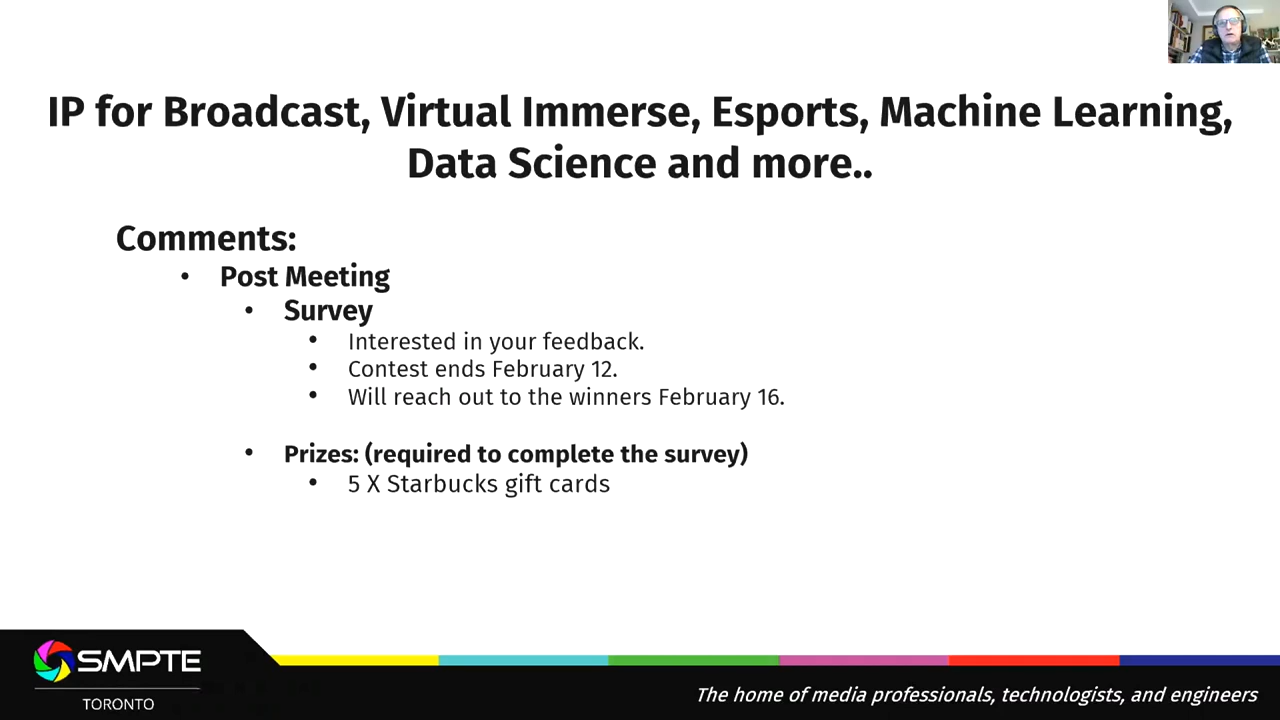 IP for Broadcast, Virtual Immerse, Esports, Machine Learning,
Data Science and more..
Comments:
• Post Meeting
• Survey
• Interested in your feedback.
• Contest ends February 12.
• Will reach out to the winners February 16.
• Prizes: (required to complete the survey)
• 5 X Starbucks gift cards
SMPTE
TORONTO
The home of media professionals, technologists, and engineers